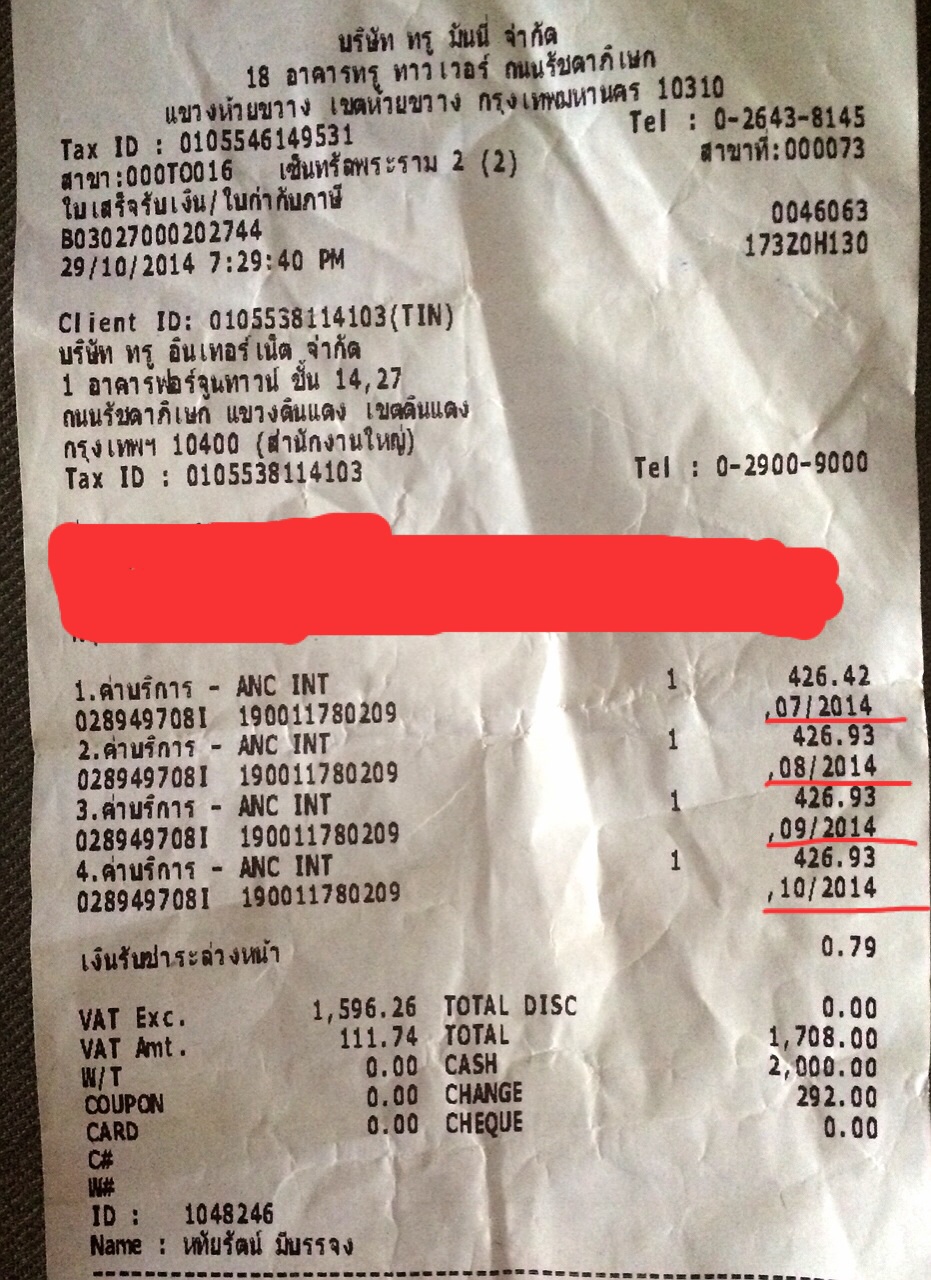 บริษัท ทรู มันนี่ จำกัด
18 อาคารทรู ทาวเวอร์ ถนนรัชดาภิเษก
แขวงห้วยขวาง เขตห้วยขวาง กรุงเทพมหานคร 10310
Tax ID : 0105546149531 Tel : 0-2643-8145
สาขา:000TO016 เซ็นทรัลพระราม 2 (2) สาขาที่:000073
ใบเสร็จรับเงิน/ใบกำกับภาษี 0046063
B03027000202744 173Z0H130
29/10/2014 7:29:40 PM
Client ID: 0105538114103(TIN)
บริษัท ทรู อินเทอร์เน็ต จำกัด
1 อาคารฟอร์จูนทาวน์ ชั้น 14,27
ถนนรัชดาภิเษก แขวงดินแดง เขตดินแดง
กรุงเทพฯ 10400 (สำนักงานใหญ่)
Tax ID : 0105538114103 Tel : 0-2900-9000
1.ค่าบริการ - ANC INT 1 426.42
028949708I 190011780209 ,07/2014
2.ค่าบริการ - ANC INT 1 426.93
028949708I 190011780209 ,08/2014
3.ค่าบริการ - ANC INT 1 426.93
028949708I 190011780209 ,09/2014
4.ค่าบริการ - ANC INT 1 426.93
028949708I 190011780209 ,10/2014
เงินรับชำระล่วงหน้า 0.79
VAT Exc. 1,596.26 TOTAL DISC 0.00
VAT Amt. 111.74 TOTAL 1,708.00
W/T 0.00 CASH 2,000.00
COUPON 0.00 CHANGE 292.00
CARD 0.00 CHEQUE 0.00
C#
W#
ID : 1048246
Name : หทัยรัตน์ มีบรรจง